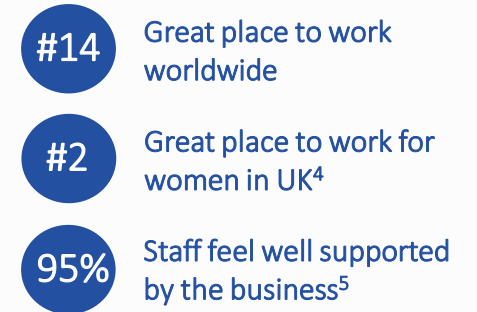 #14
Great place to work
worldwide
#2
Great place to work for
women in UK⁴
95%
Staff feel well supported
by the business⁵